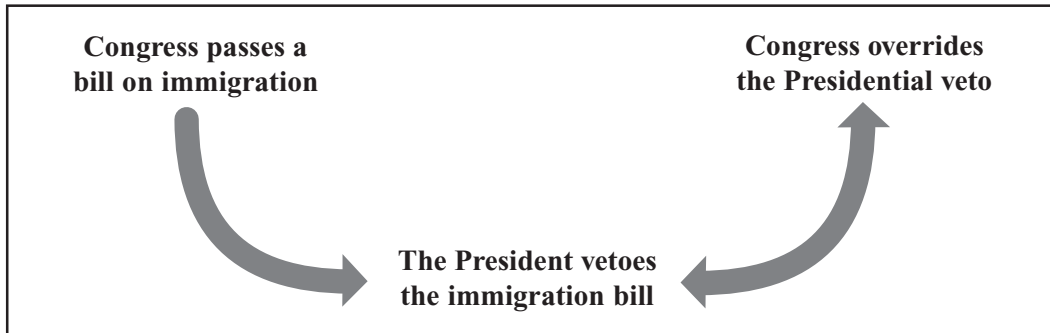 Congress passes a
bill on immigration
Congress overrides
the Presidential veto
The President vetoes
the immigration bill